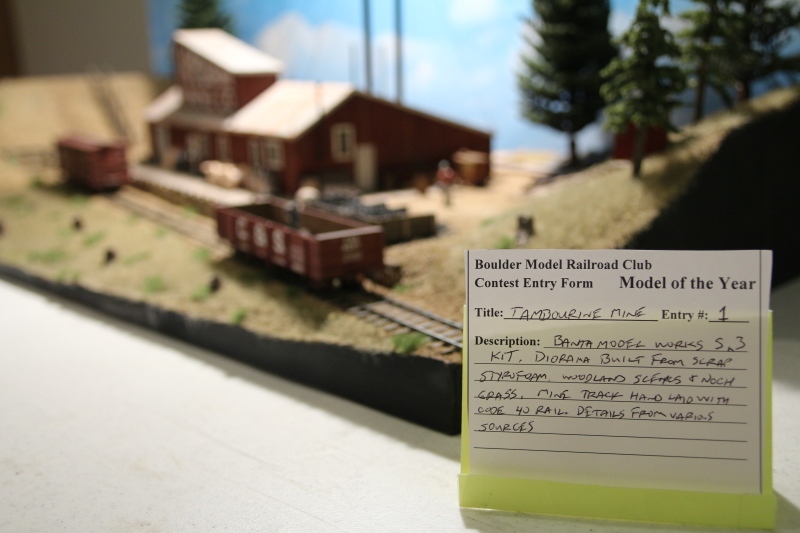 Boulder Model Railroad Club
Contest Entry Form Model of the Year
Title: TAMBOURINE MINE Entry #: 1
Description: BANTA MODEL WORKS Sn3
KIT. DIORAMA BUILT FROM SCRAP
STYROFOAM, WOODLAND SCENICS & NOCH
GRASS. MINE TRACK HAND LAID WITH
CODE 40 RAIL. DETAILS FROM VARIOUS
SOURCES